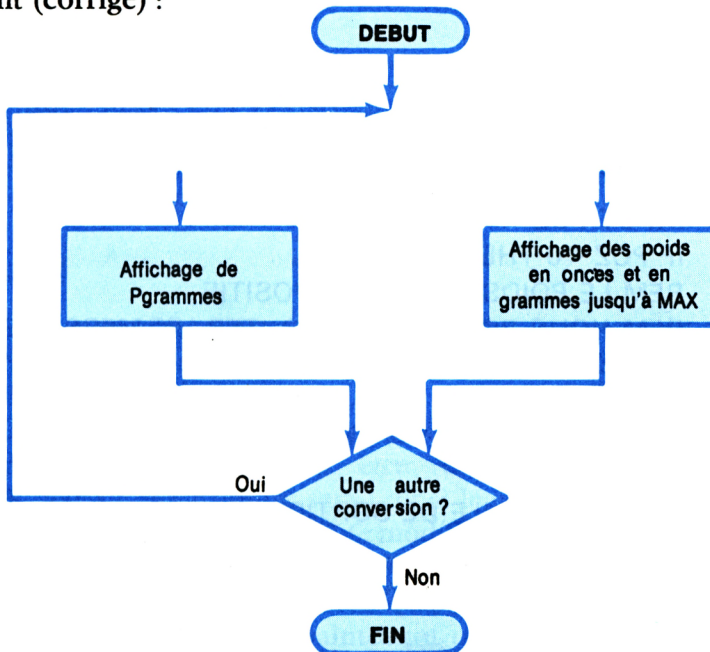 nt (corrigé) :
DEBUT
Affichage de
Pgrammes
Affichage des poids
en onces et en
grammes jusqu'à MAX
Oui
Une autre
conversion ?
Non
FIN